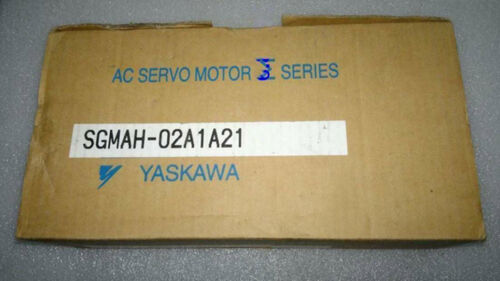 AC SERVO MOTOR SERIES
SGMAH-02A1A21
YASKAWA